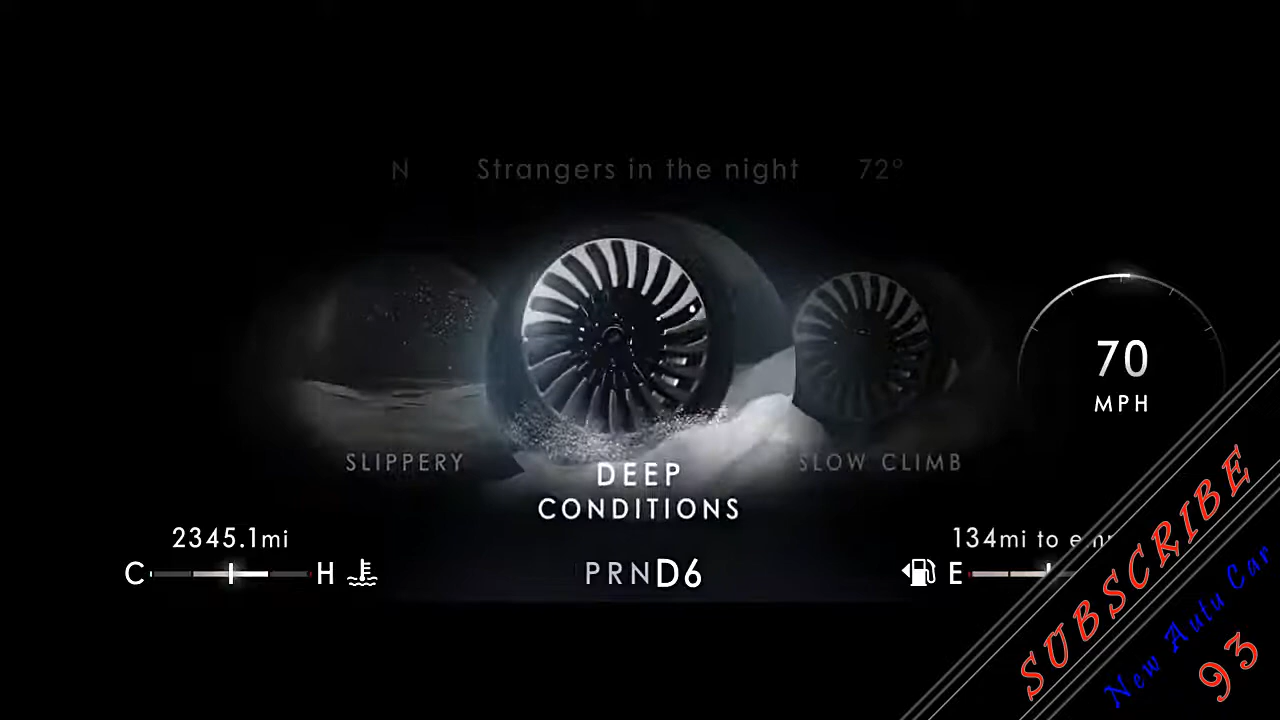 N Strangers in the night 72°
70
MPH
SLIPPERY
DEEP
CONDITIONS
SLOW CLIMB
2345.1mi
134mi to
C H
PRND6
E
SUBSCRIBE
New Autu Car
93